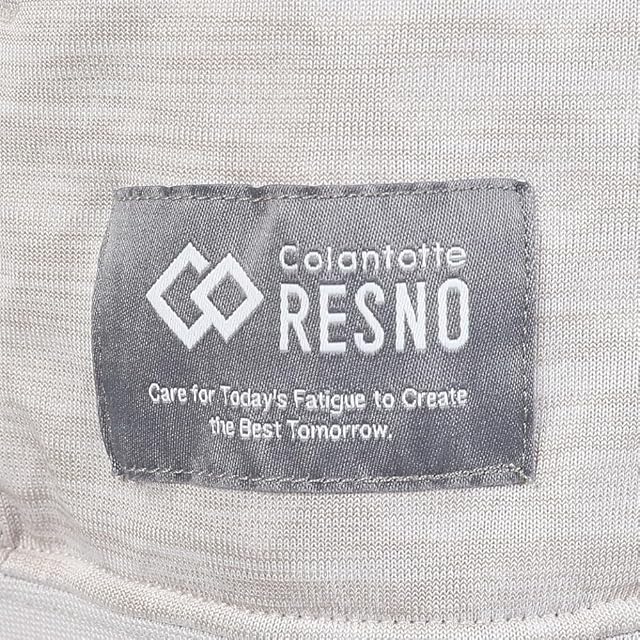 Colantotte
RESNO
Care for Today's Fatigue to Create
the Best Tomorrow.